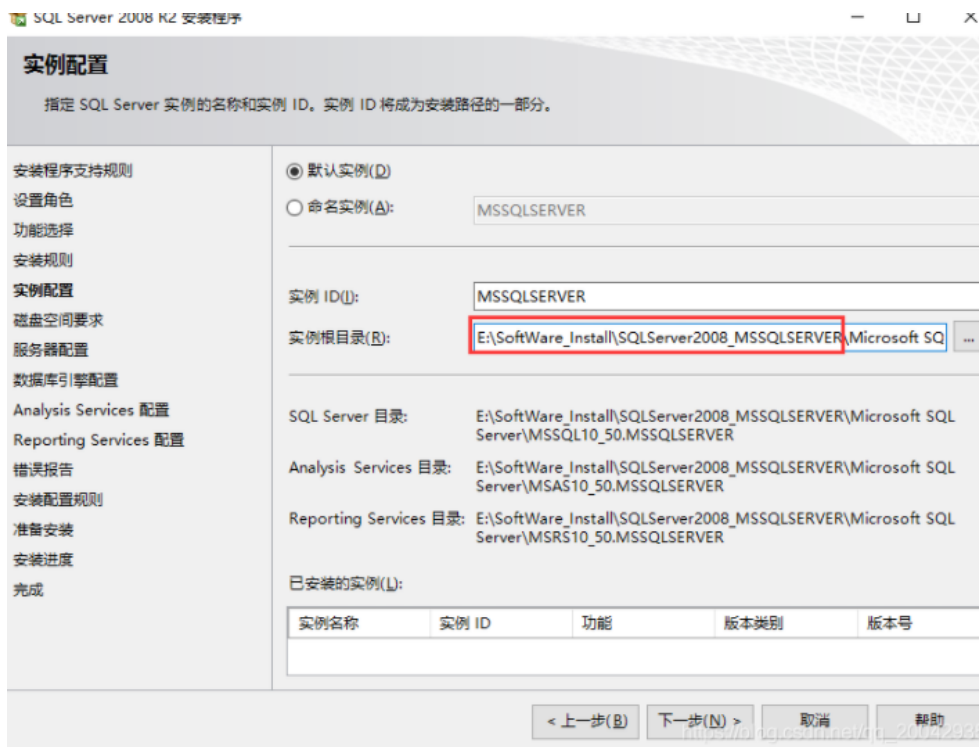 SQL Server 2008 R2 安装程序
实例配置
指定 SQL Server 实例的名称和实例 ID。实例 ID 将成为安装路径的一部分。
安装程序支持规则
设置角色
功能选择
安装规则
实例配置
磁盘空间要求
服务器配置
数据库引擎配置
Analysis Services 配置
Reporting Services 配置
错误报告
安装配置规则
准备安装
安装进度
完成
默认实例(D)
命名实例(A): MSSQLSERVER
实例 ID(I): MSSQLSERVER
实例根目录(R): E:\SoftWare_Install\SQLServer2008_MSSQLSERVER\Microsoft SQ ...
SQL Server 目录: E:\SoftWare_Install\SQLServer2008_MSSQLSERVER\Microsoft SQL
Server\MSSQL10_50.MSSQLSERVER
Analysis Services 目录: E:\SoftWare_Install\SQLServer2008_MSSQLSERVER\Microsoft SQL
Server\MSAS10_50.MSSQLSERVER
Reporting Services 目录: E:\SoftWare_Install\SQLServer2008_MSSQLSERVER\Microsoft SQL
Server\MSRS10_50.MSSQLSERVER
已安装的实例(L):
实例名称 实例 ID 功能 版本类别 版本号
< 上一步(B) 下一步(N) > 取消 帮助